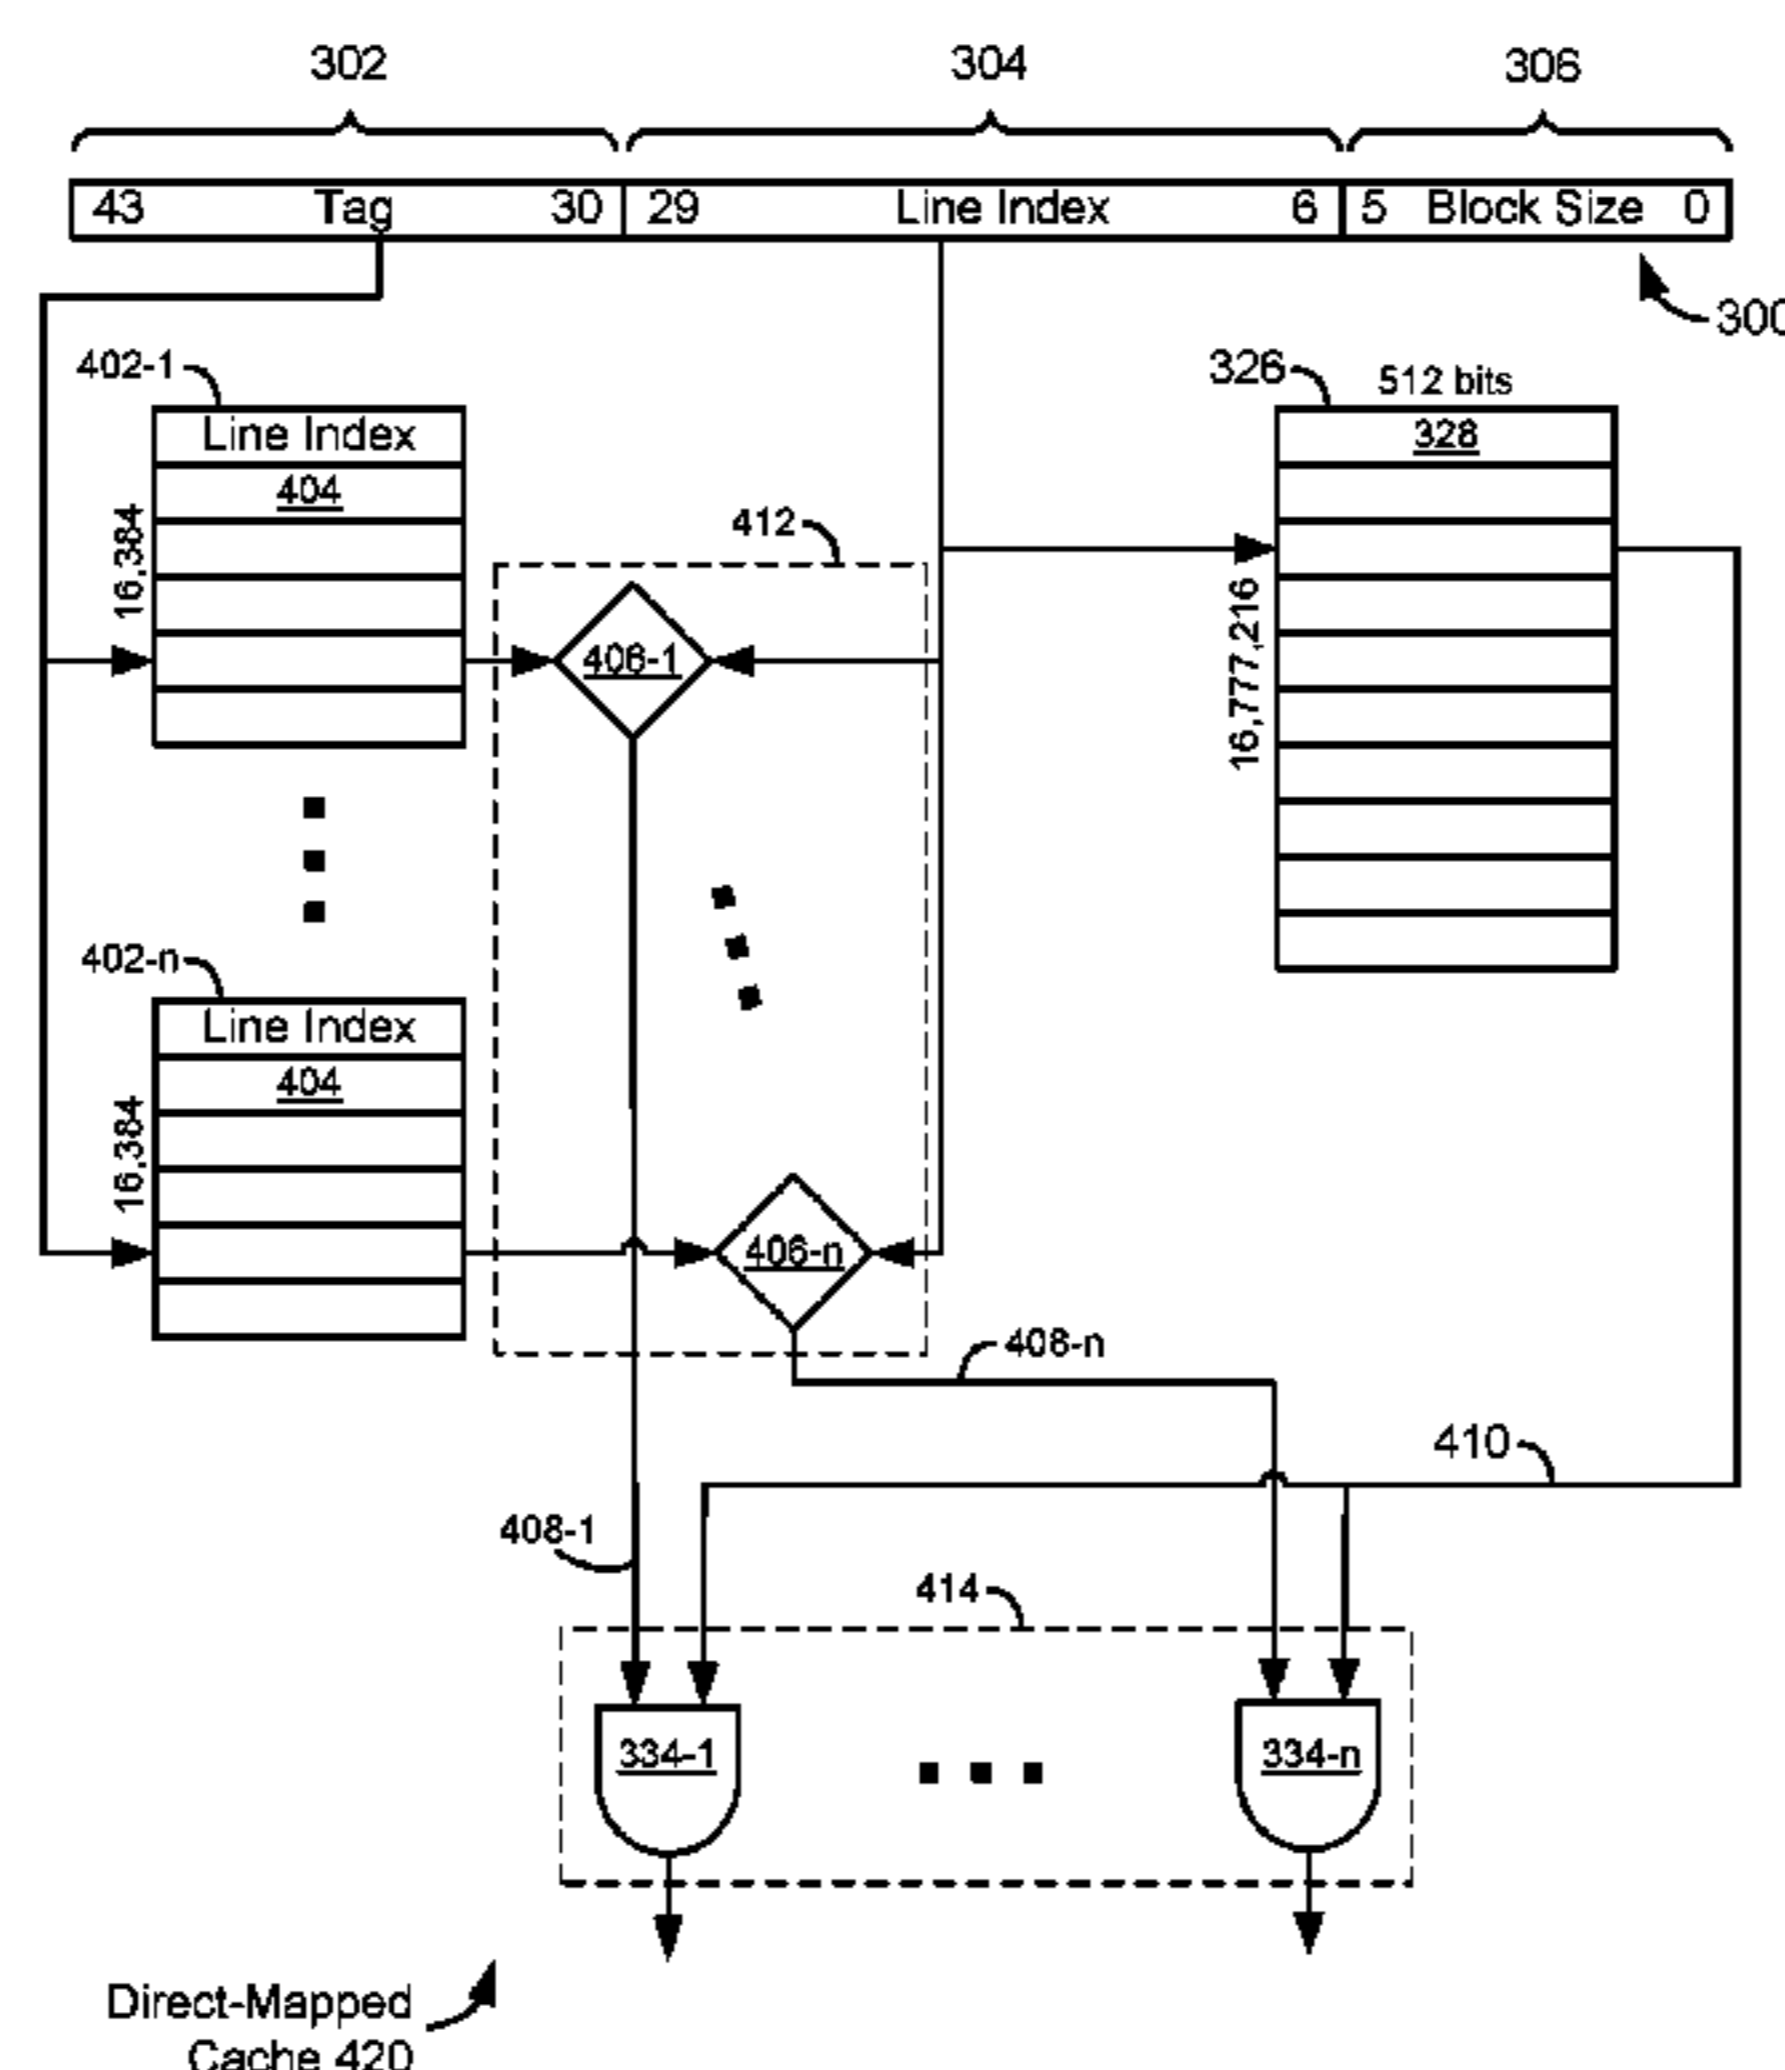 302 304 306
43 Tag 30 29 Line Index 6 5 Block Size 0
300
402-1
326
512 bits
Line Index
328
404
16,384
412
406-1
16,777,216
402-n
Line Index
404
16,384
406-n
408-n
410
408-1
414
334-1
334-n
Direct-Mapped
Cache 420